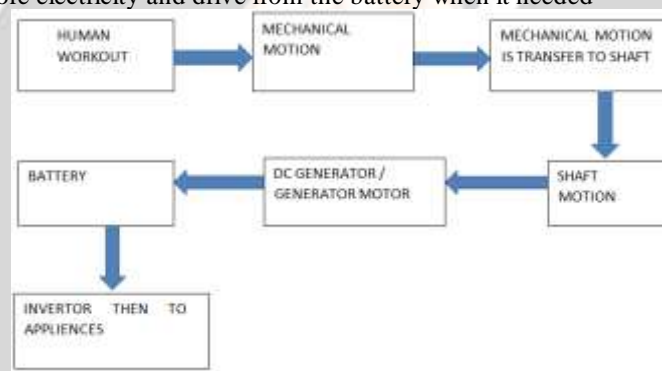 electricity and drive from the battery when it needed
HUMAN
WORKOUT
MECHANICAL
MOTION
MECHANICAL MOTION
IS TRANSFER TO SHAFT
SHAFT
MOTION
DC GENERATOR /
GENERATOR MOTOR
BATTERY
INVERTOR THEN TO
APPLIENCES